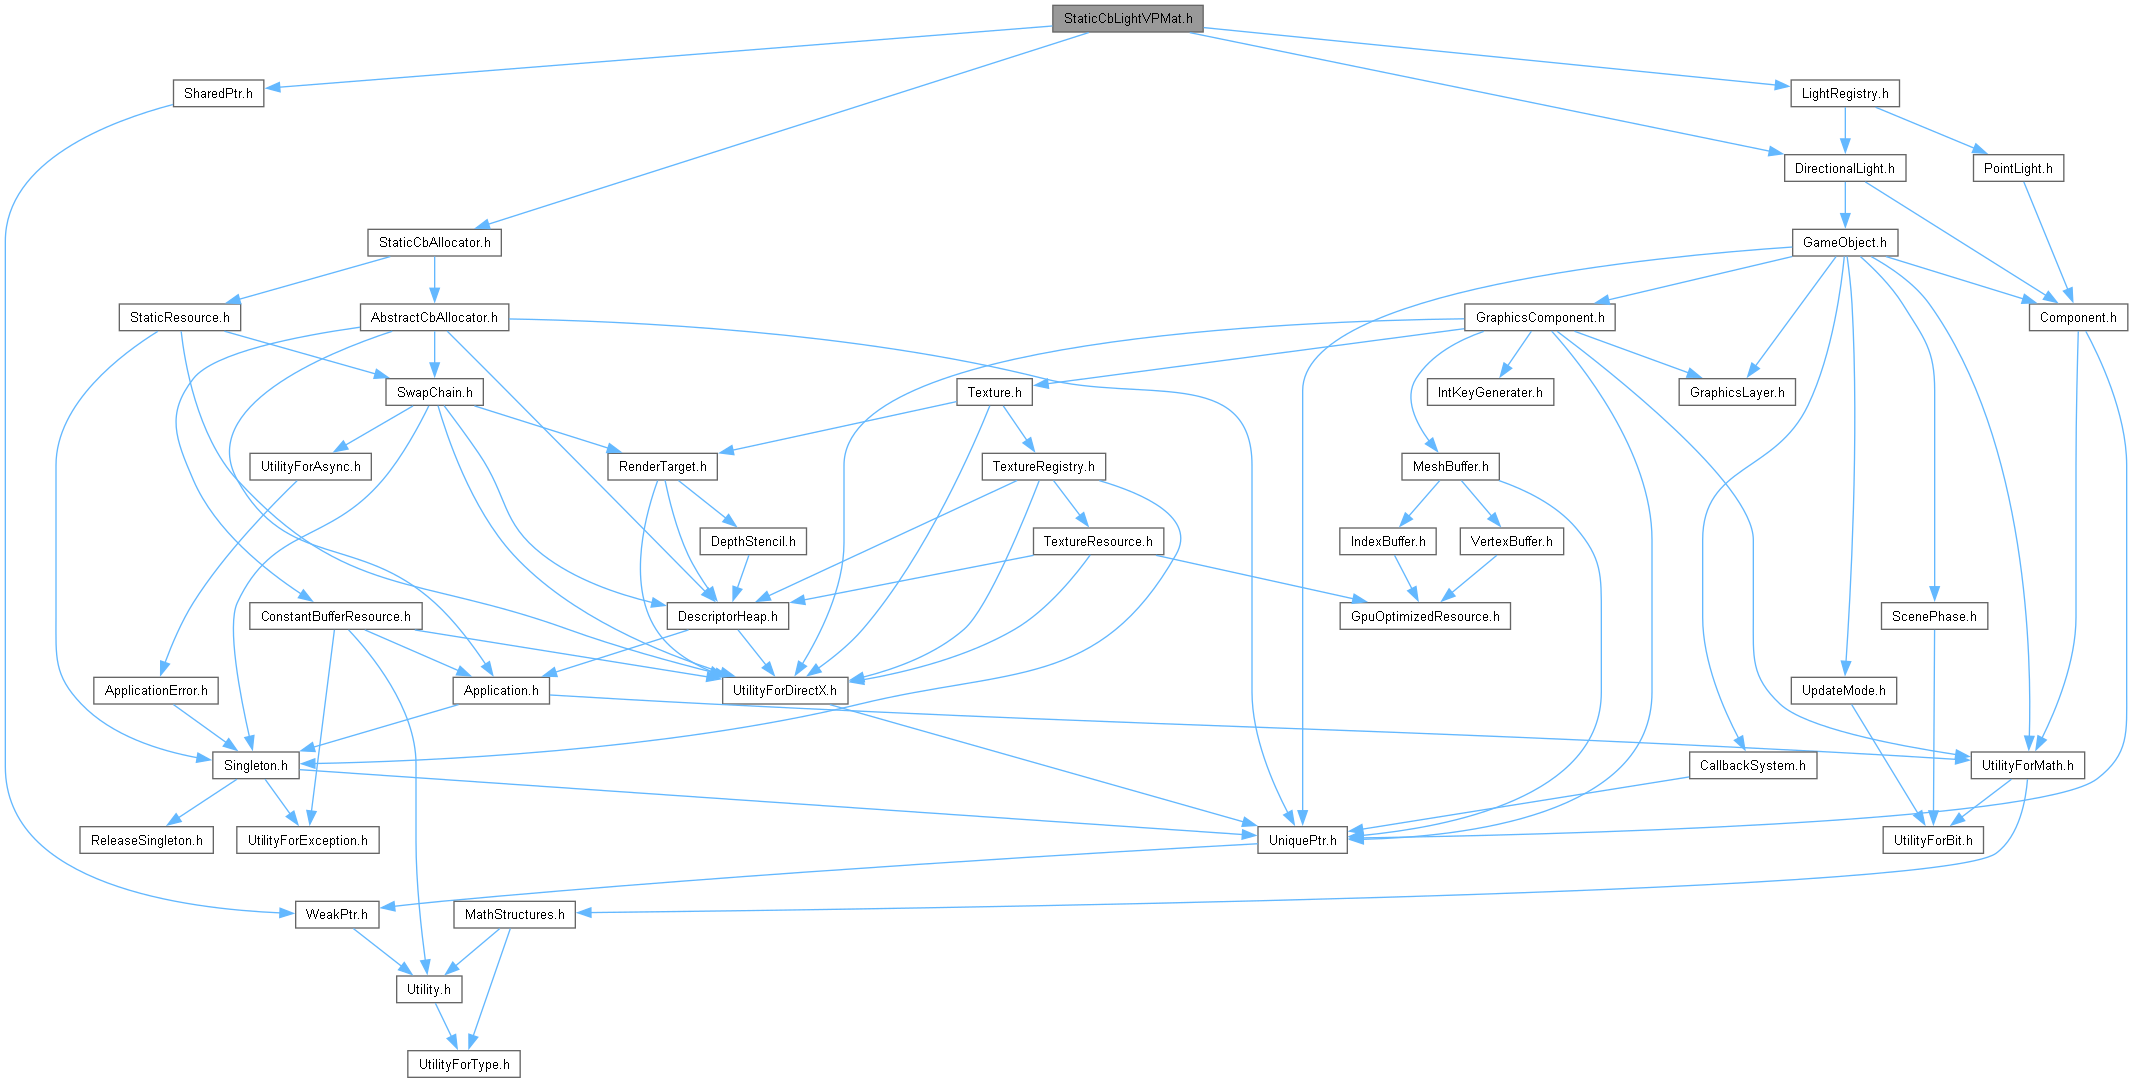 StaticCbLightVPMat.h
SharedPtr.h
LightRegistry.h
DirectionalLight.h
PointLight.h
StaticCbAllocator.h
GameObject.h
StaticResource.h
AbstractCbAllocator.h
GraphicsComponent.h
Component.h
SwapChain.h
Texture.h
IntKeyGenerater.h
GraphicsLayer.h
UtilityForAsync.h
RenderTarget.h
TextureRegistry.h
MeshBuffer.h
DepthStencil.h
TextureResource.h
IndexBuffer.h
VertexBuffer.h
ConstantBufferResource.h
DescriptorHeap.h
GpuOptimizedResource.h
ScenePhase.h
ApplicationError.h
Application.h
UtilityForDirectX.h
UpdateMode.h
Singleton.h
CallbackSystem.h
UtilityForMath.h
ReleaseSingleton.h
UtilityForException.h
UniquePtr.h
UtilityForBit.h
WeakPtr.h
MathStructures.h
Utility.h
UtilityForType.h